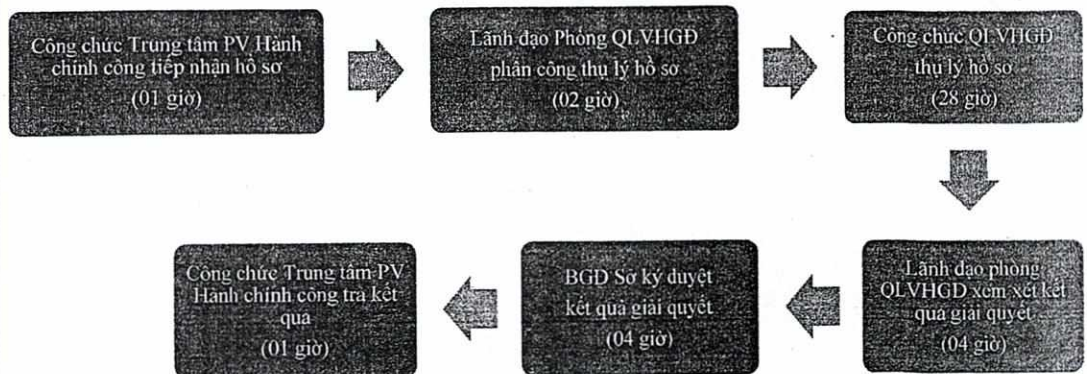 Công chức Trung tâm PV Hành
chính công tiếp nhận hồ sơ
(01 giờ)
Lãnh đạo Phòng QLVHGĐ
phân công thụ lý hồ sơ
(02 giờ)
Công chức QLVHGĐ
thụ lý hồ sơ
(28 giờ)
Lãnh đạo phòng
QLVHGD xem xét kết
quả giải quyết
(04 giờ)
BGĐ Sở ký duyệt
kết quả giải quyết
(04 giờ)
Công chức Trung tâm PV
Hành chính công trả kết
quả
(01 giờ)